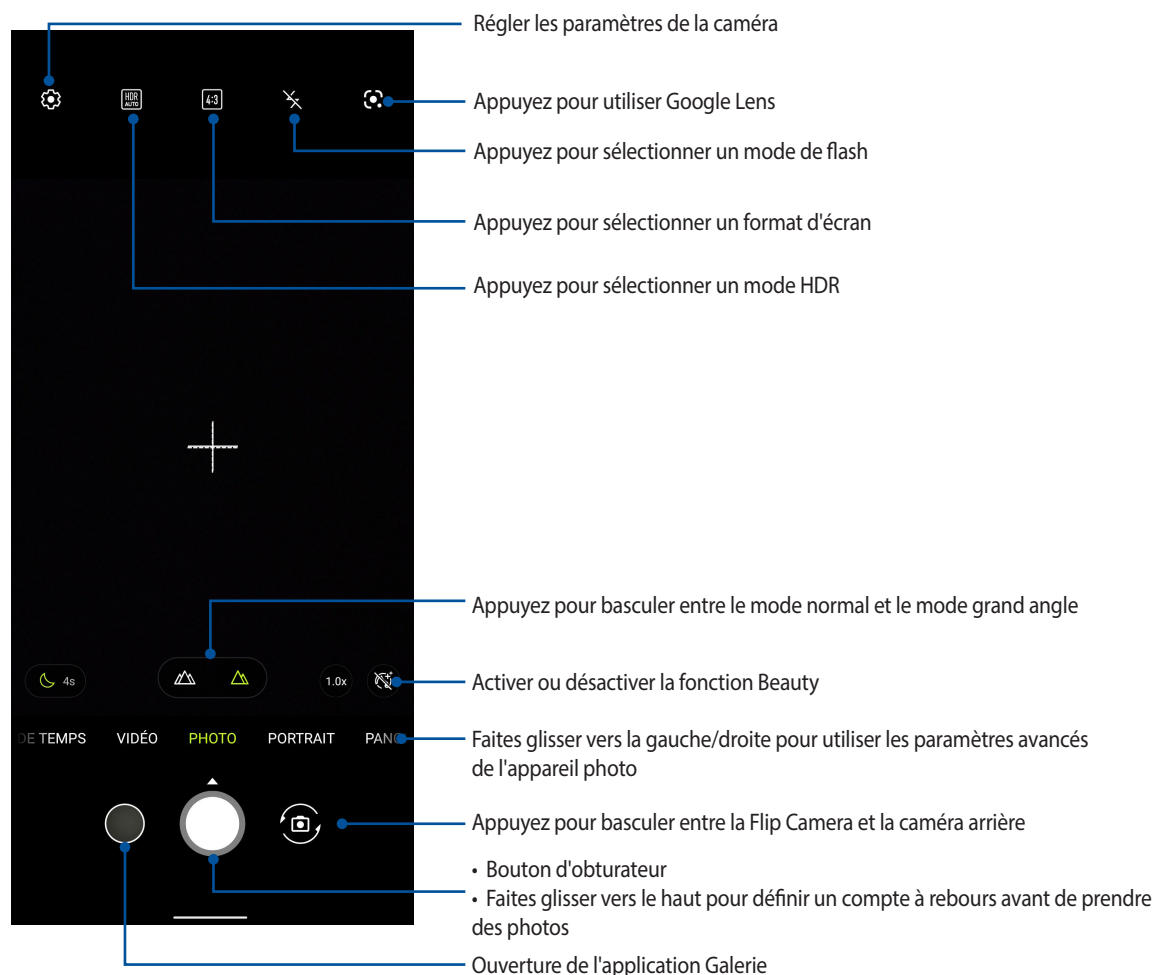 Régler les paramètres de la caméra
HDR
AUTO
4:3
Appuyez pour utiliser Google Lens
Appuyez pour sélectionner un mode de flash
Appuyez pour sélectionner un format d'écran
Appuyez pour sélectionner un mode HDR
Appuyez pour basculer entre le mode normal et le mode grand angle
4s
1.0x
Activer ou désactiver la fonction Beauty
DE TEMPS VIDÉO PHOTO PORTRAIT PANO
Faites glisser vers la gauche/droite pour utiliser les paramètres avancés
de l'appareil photo
Appuyez pour basculer entre la Flip Camera et la caméra arrière
• Bouton d'obturateur
• Faites glisser vers le haut pour définir un compte à rebours avant de prendre
des photos
Ouverture de l'application Galerie